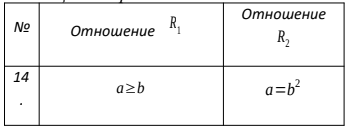 № Отношение R₁ Отношение R₂
14. a≥b a=b²